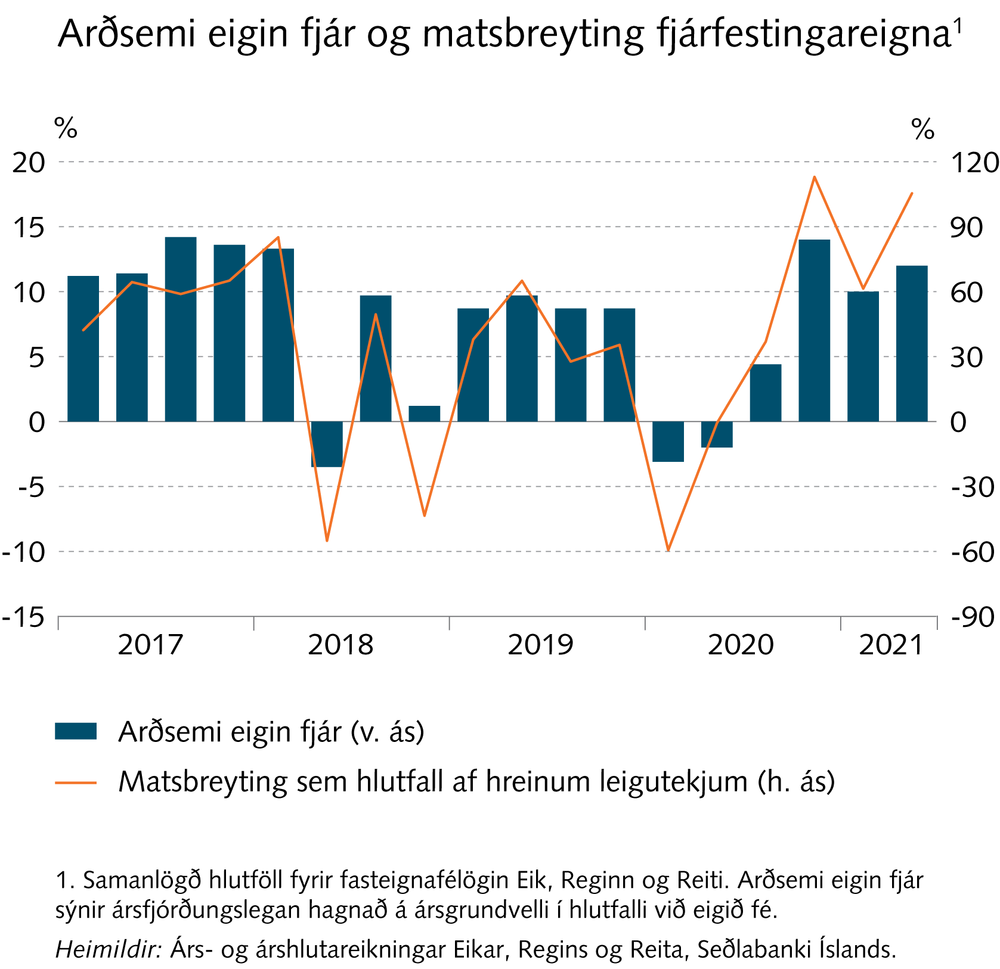 Arðsemi eigin fjár og matsbreyting fjárfestingareigna¹
% %
20 120
15 90
10 60
5 30
0 0
-5 -30
-10 -60
-15 -90
2017 2018 2019 2020 2021
Arðsemi eigin fjár (v. ás)
Matsbreyting sem hlutfall af hreinum leigutekjum (h. ás)
1. Samanlögð hlutföll fyrir fasteignafélögin Eik, Reginn og Reiti. Arðsemi eigin fjár
sýnir ársfjórðungslegan hagnað á ársgrundvelli í hlutfalli við eigið fé.
Heimildir: Árs- og árshlutareikningar Eikar, Regins og Reita, Seðlabanki Íslands.